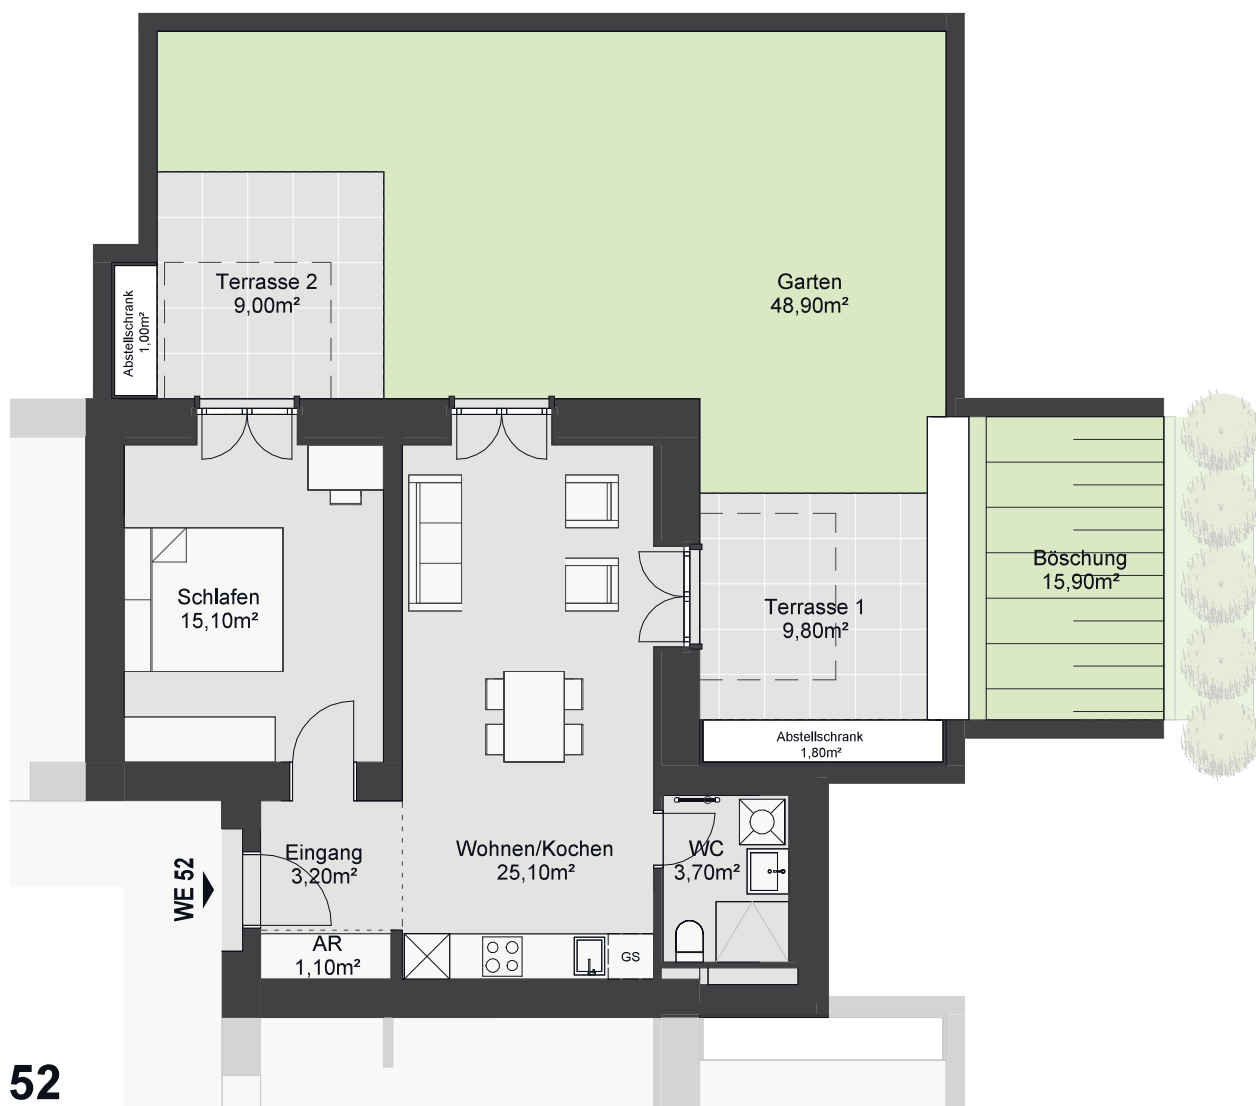 Terrasse 2
9,00m²
Abstellschrank
1,00m²
Garten
48,90m²
Böschung
15,90m²
Schlafen
15,10m²
Terrasse 1
9,80m²
Abstellschrank
1,80m²
WE 52
Eingang
3,20m²
Wohnen/Kochen
25,10m²
WC
3,70m²
AR
1,10m²
GS
52